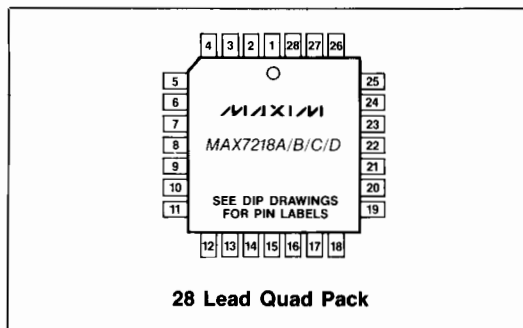 4 3 2 1 28 27 26
5 25
6 24
MAXIM
7 23
8 MAX7218A/B/C/D 22
9 21
10 20
SEE DIP DRAWINGS
11 FOR PIN LABELS 19
12 13 14 15 16 17 18
28 Lead Quad Pack